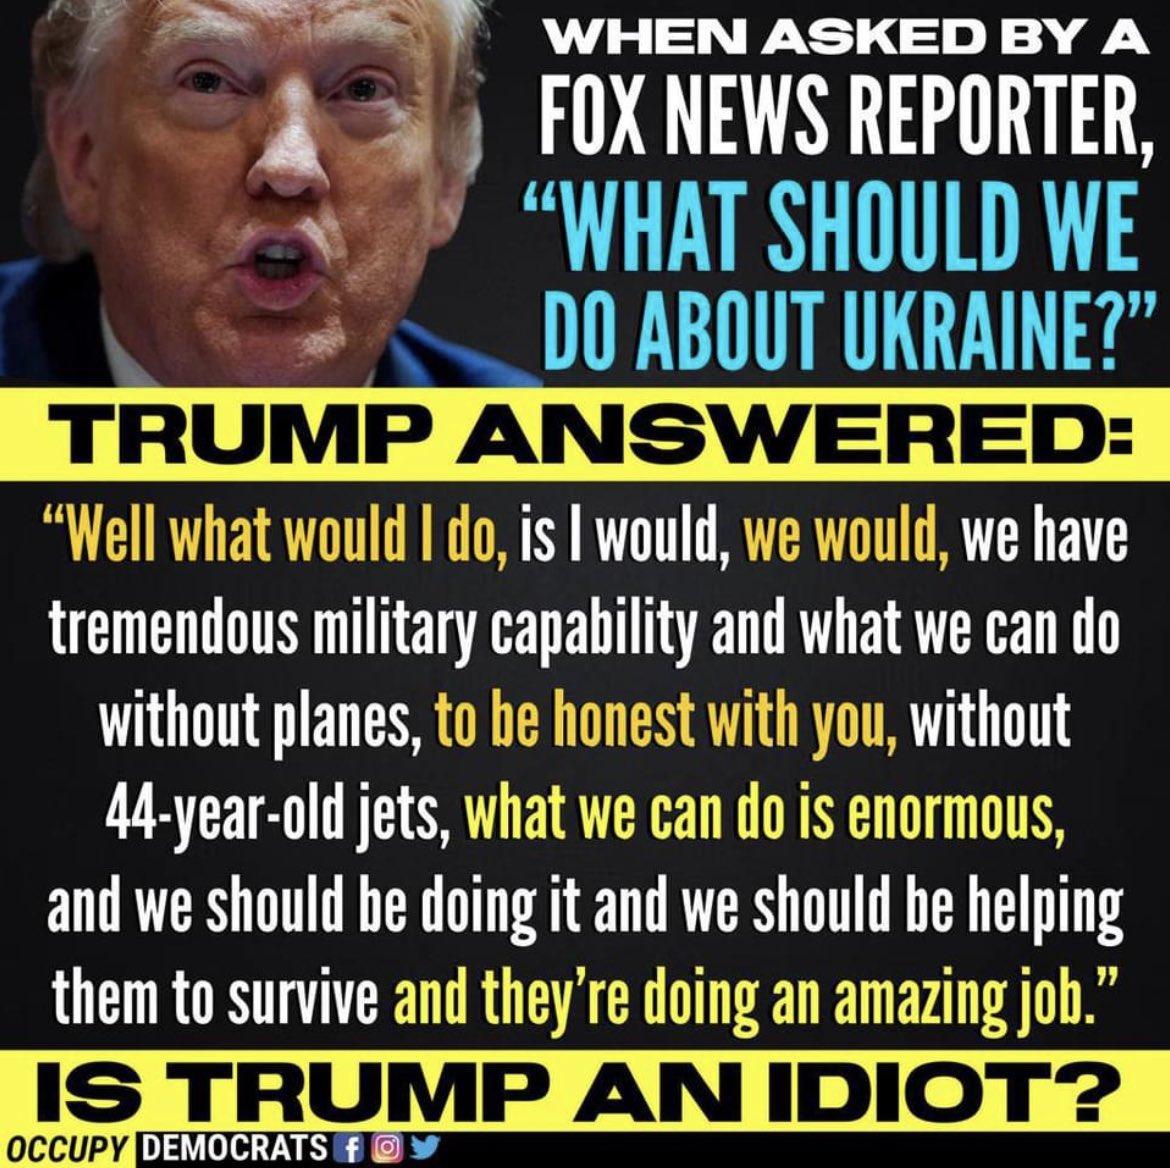 WHEN ASKED BY A
FOX NEWS REPORTER,
“WHAT SHOULD WE
DO ABOUT UKRAINE?”
TRUMP ANSWERED:
“Well what would I do, is I would, we would, we have
tremendous military capability and what we can do
without planes, to be honest with you, without
44-year-old jets, what we can do is enormous,
and we should be doing it and we should be helping
them to survive and they’re doing an amazing job.”
IS TRUMP AN IDIOT?
OCCUPY DEMOCRATS